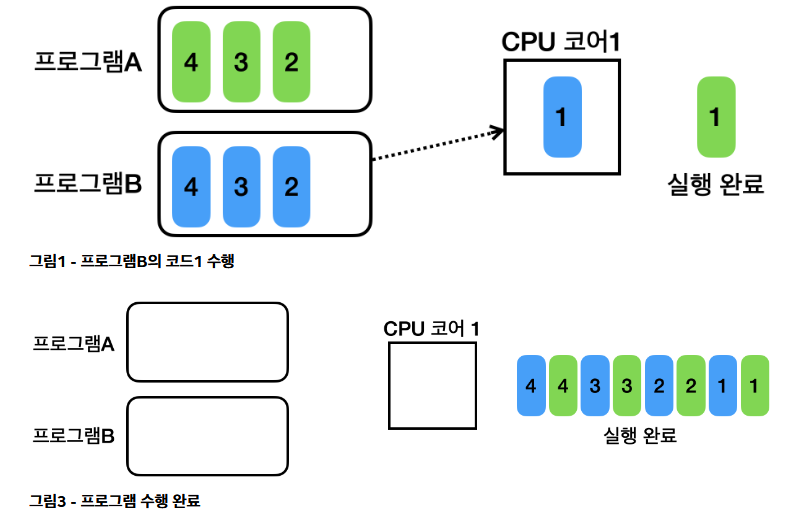 프로그램A
4 3 2
CPU 코어1
1
1
실행 완료
프로그램B
4 3 2
그림1 - 프로그램B의 코드1 수행
프로그램A
CPU 코어 1
4 4 3 3 2 2 1 1
실행 완료
프로그램B
그림3 - 프로그램 수행 완료